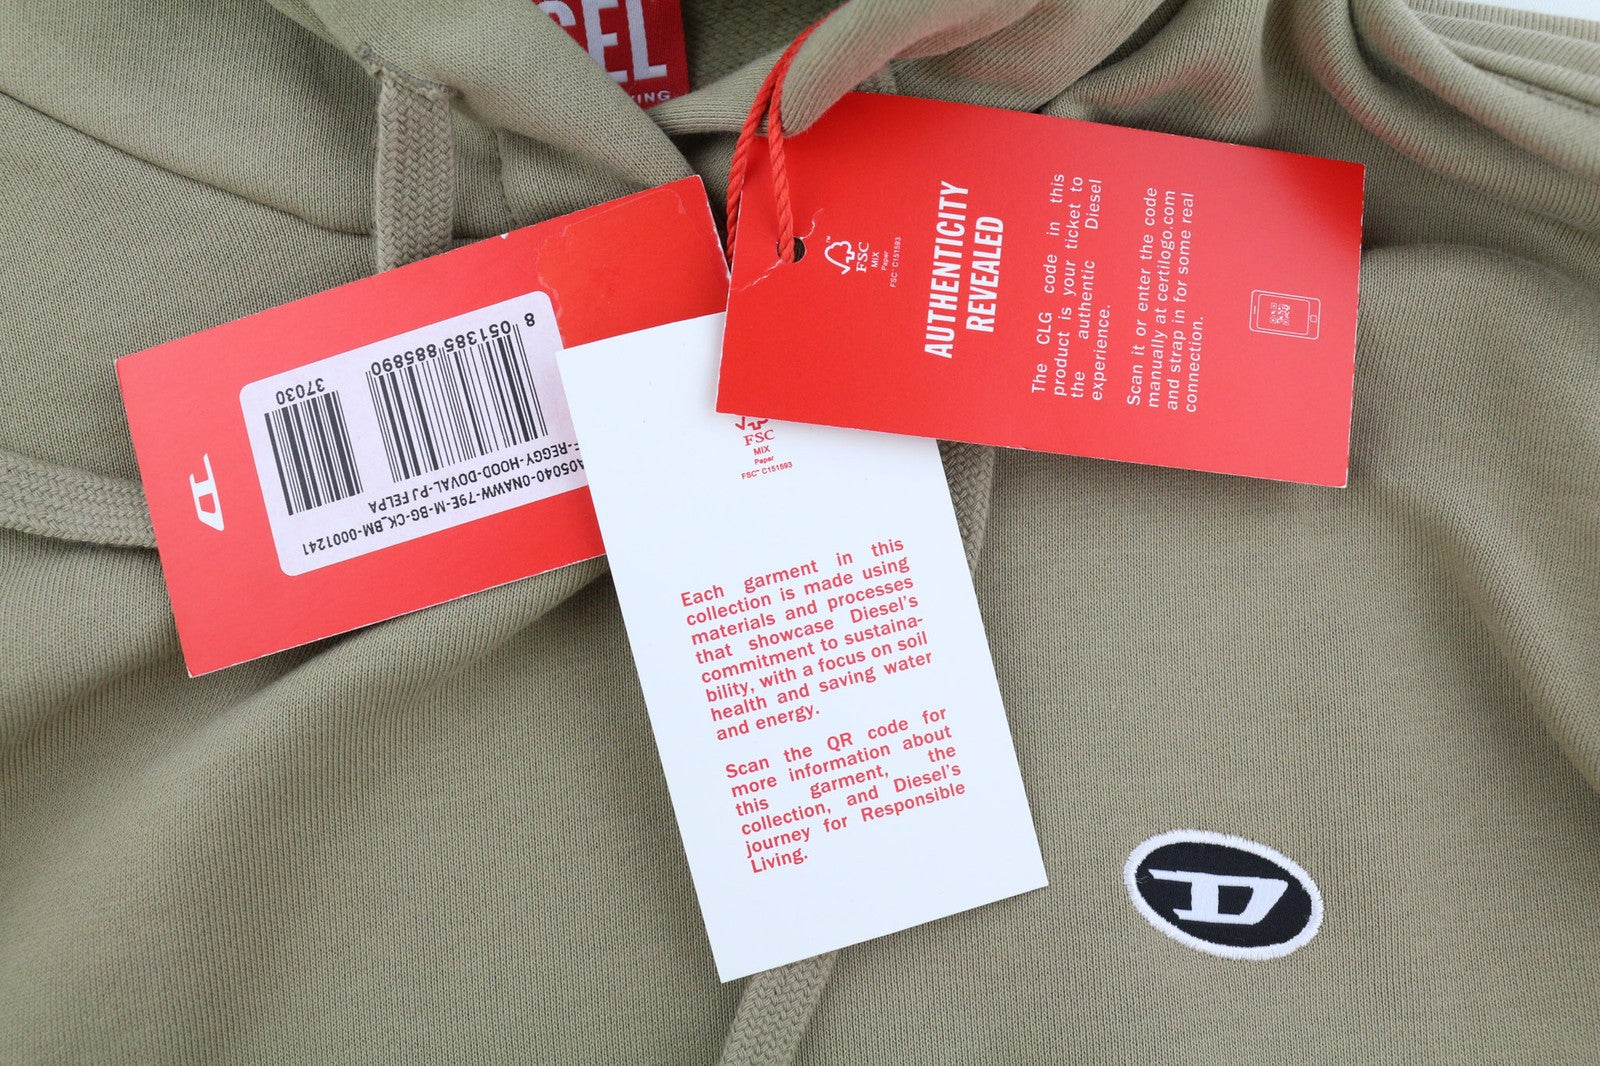 SEL
AUTHENTICITY
REVEALED
The CLG code in this
product is your ticket to
the authentic Diesel
experience.
Scan it or enter the code
manually at certilogo.com
and strap in for some real
connection.
FSC
MIX
Paper
FSC™ C151593
8 051385 885890
37030
A05040-0NAWW-79E-M-BG-CK_BM-0001241
E-REGGY-HOOD-DOVAL-PJ FELPA
D
FSC
MIX
Paper
FSC™ C151593
Each garment in this
collection is made using
materials and processes
that showcase Diesel's
commitment to sustaina-
bility, with a focus on soil
health and saving water
and energy.
Scan the QR code for
more information about
this garment, the
collection, and Diesel's
journey for Responsible
Living.
D